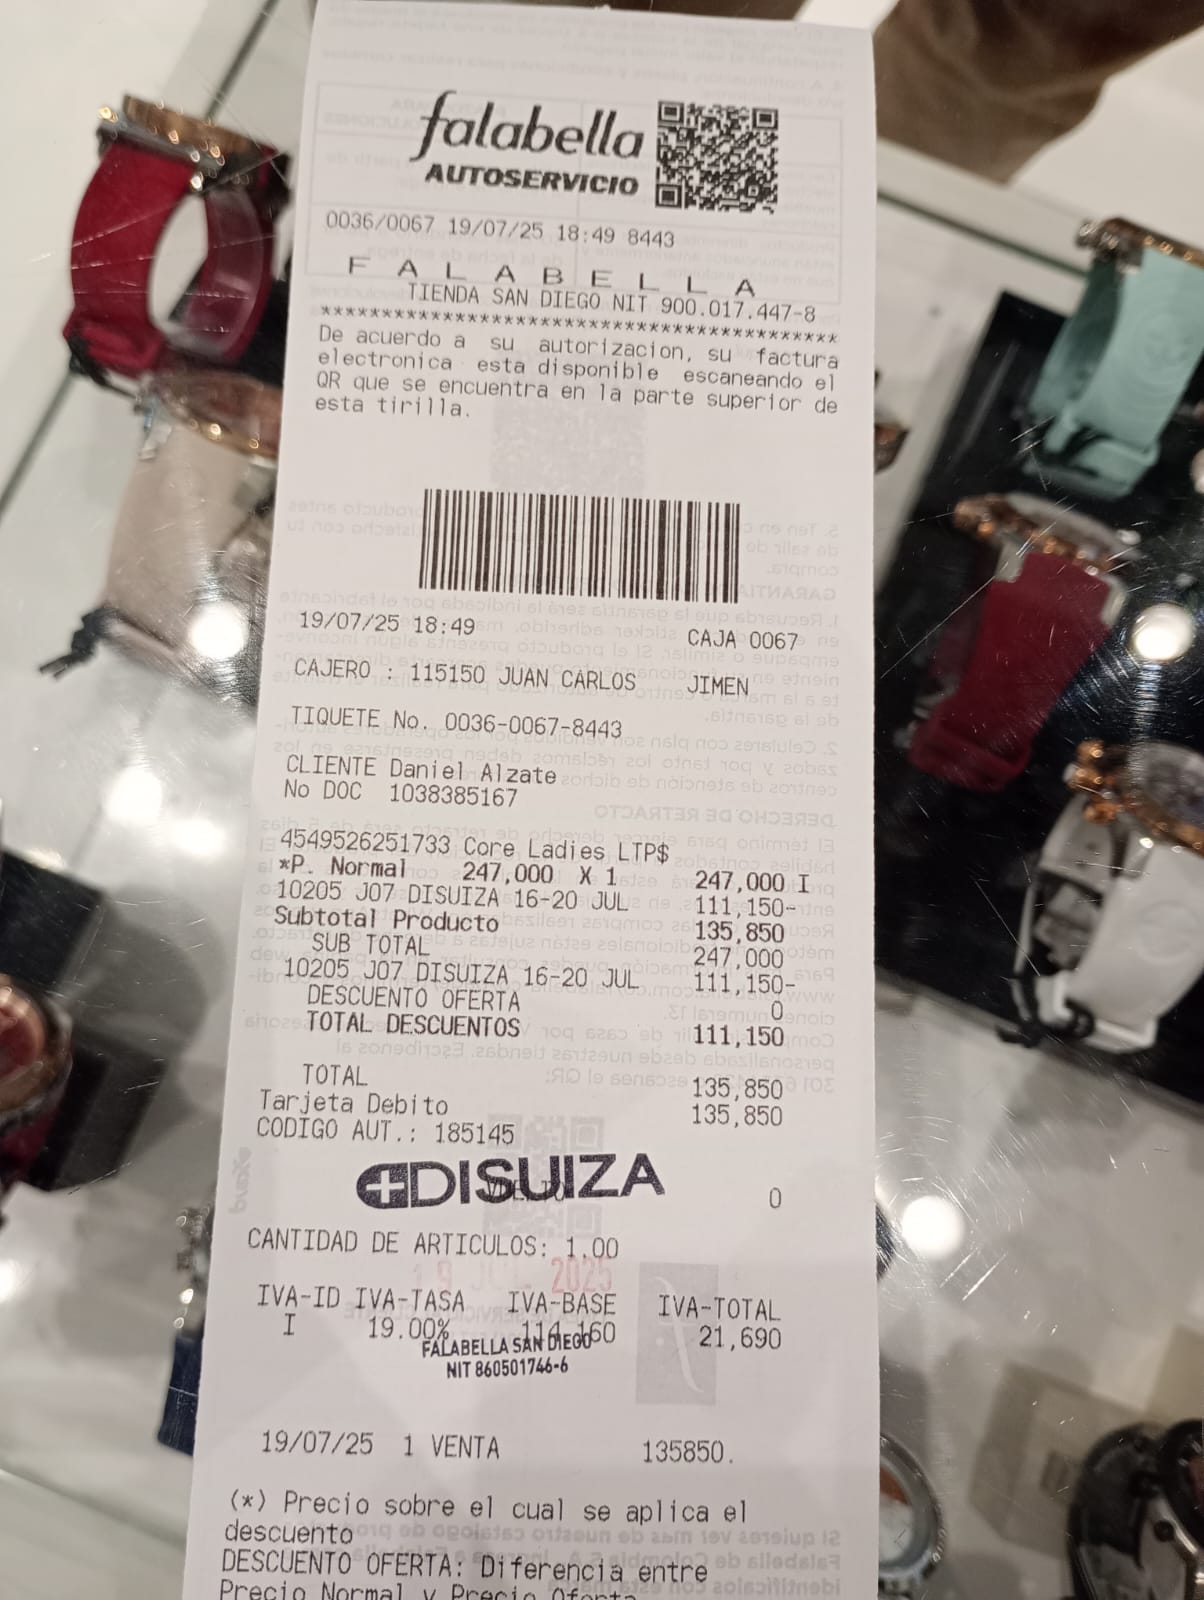 falabella
AUTOSERVICIO
0036/0067 19/07/25 18:49 8443
F A L A B E L L A
TIENDA SAN DIEGO NIT 900.017.447-8
******************************************
De acuerdo a su autorizacion, su factura
electronica esta disponible escaneando el
QR que se encuentra en la parte superior de
esta tirilla.
19/07/25 18:49 CAJA 0067
CAJERO : 115150 JUAN CARLOS JIMEN
TIQUETE No. 0036-0067-8443
CLIENTE Daniel Alzate
No DOC 1038385167
4549526251733 Core Ladies LTP$
*P. Normal 247,000 X 1 247,000 I
10205 J07 DISUIZA 16-20 JUL 111,150-
Subtotal Producto 135,850
SUB TOTAL 247,000
10205 J07 DISUIZA 16-20 JUL 111,150-
DESCUENTO OFERTA 0
TOTAL DESCUENTOS 111,150
TOTAL 135,850
Tarjeta Debito 135,850
CODIGO AUT.: 185145
DISUIZA 0
CANTIDAD DE ARTICULOS: 1.00
19 JUL 2025
IVA-ID IVA-TASA IVA-BASE IVA-TOTAL
I 19.00% 114,160 21,690
FALABELLA SAN DIEGO
NIT 860501746-6
19/07/25 1 VENTA 135850.
(*) Precio sobre el cual se aplica el
descuento
DESCUENTO OFERTA: Diferencia entre
Precio Normal y Precio Oferta